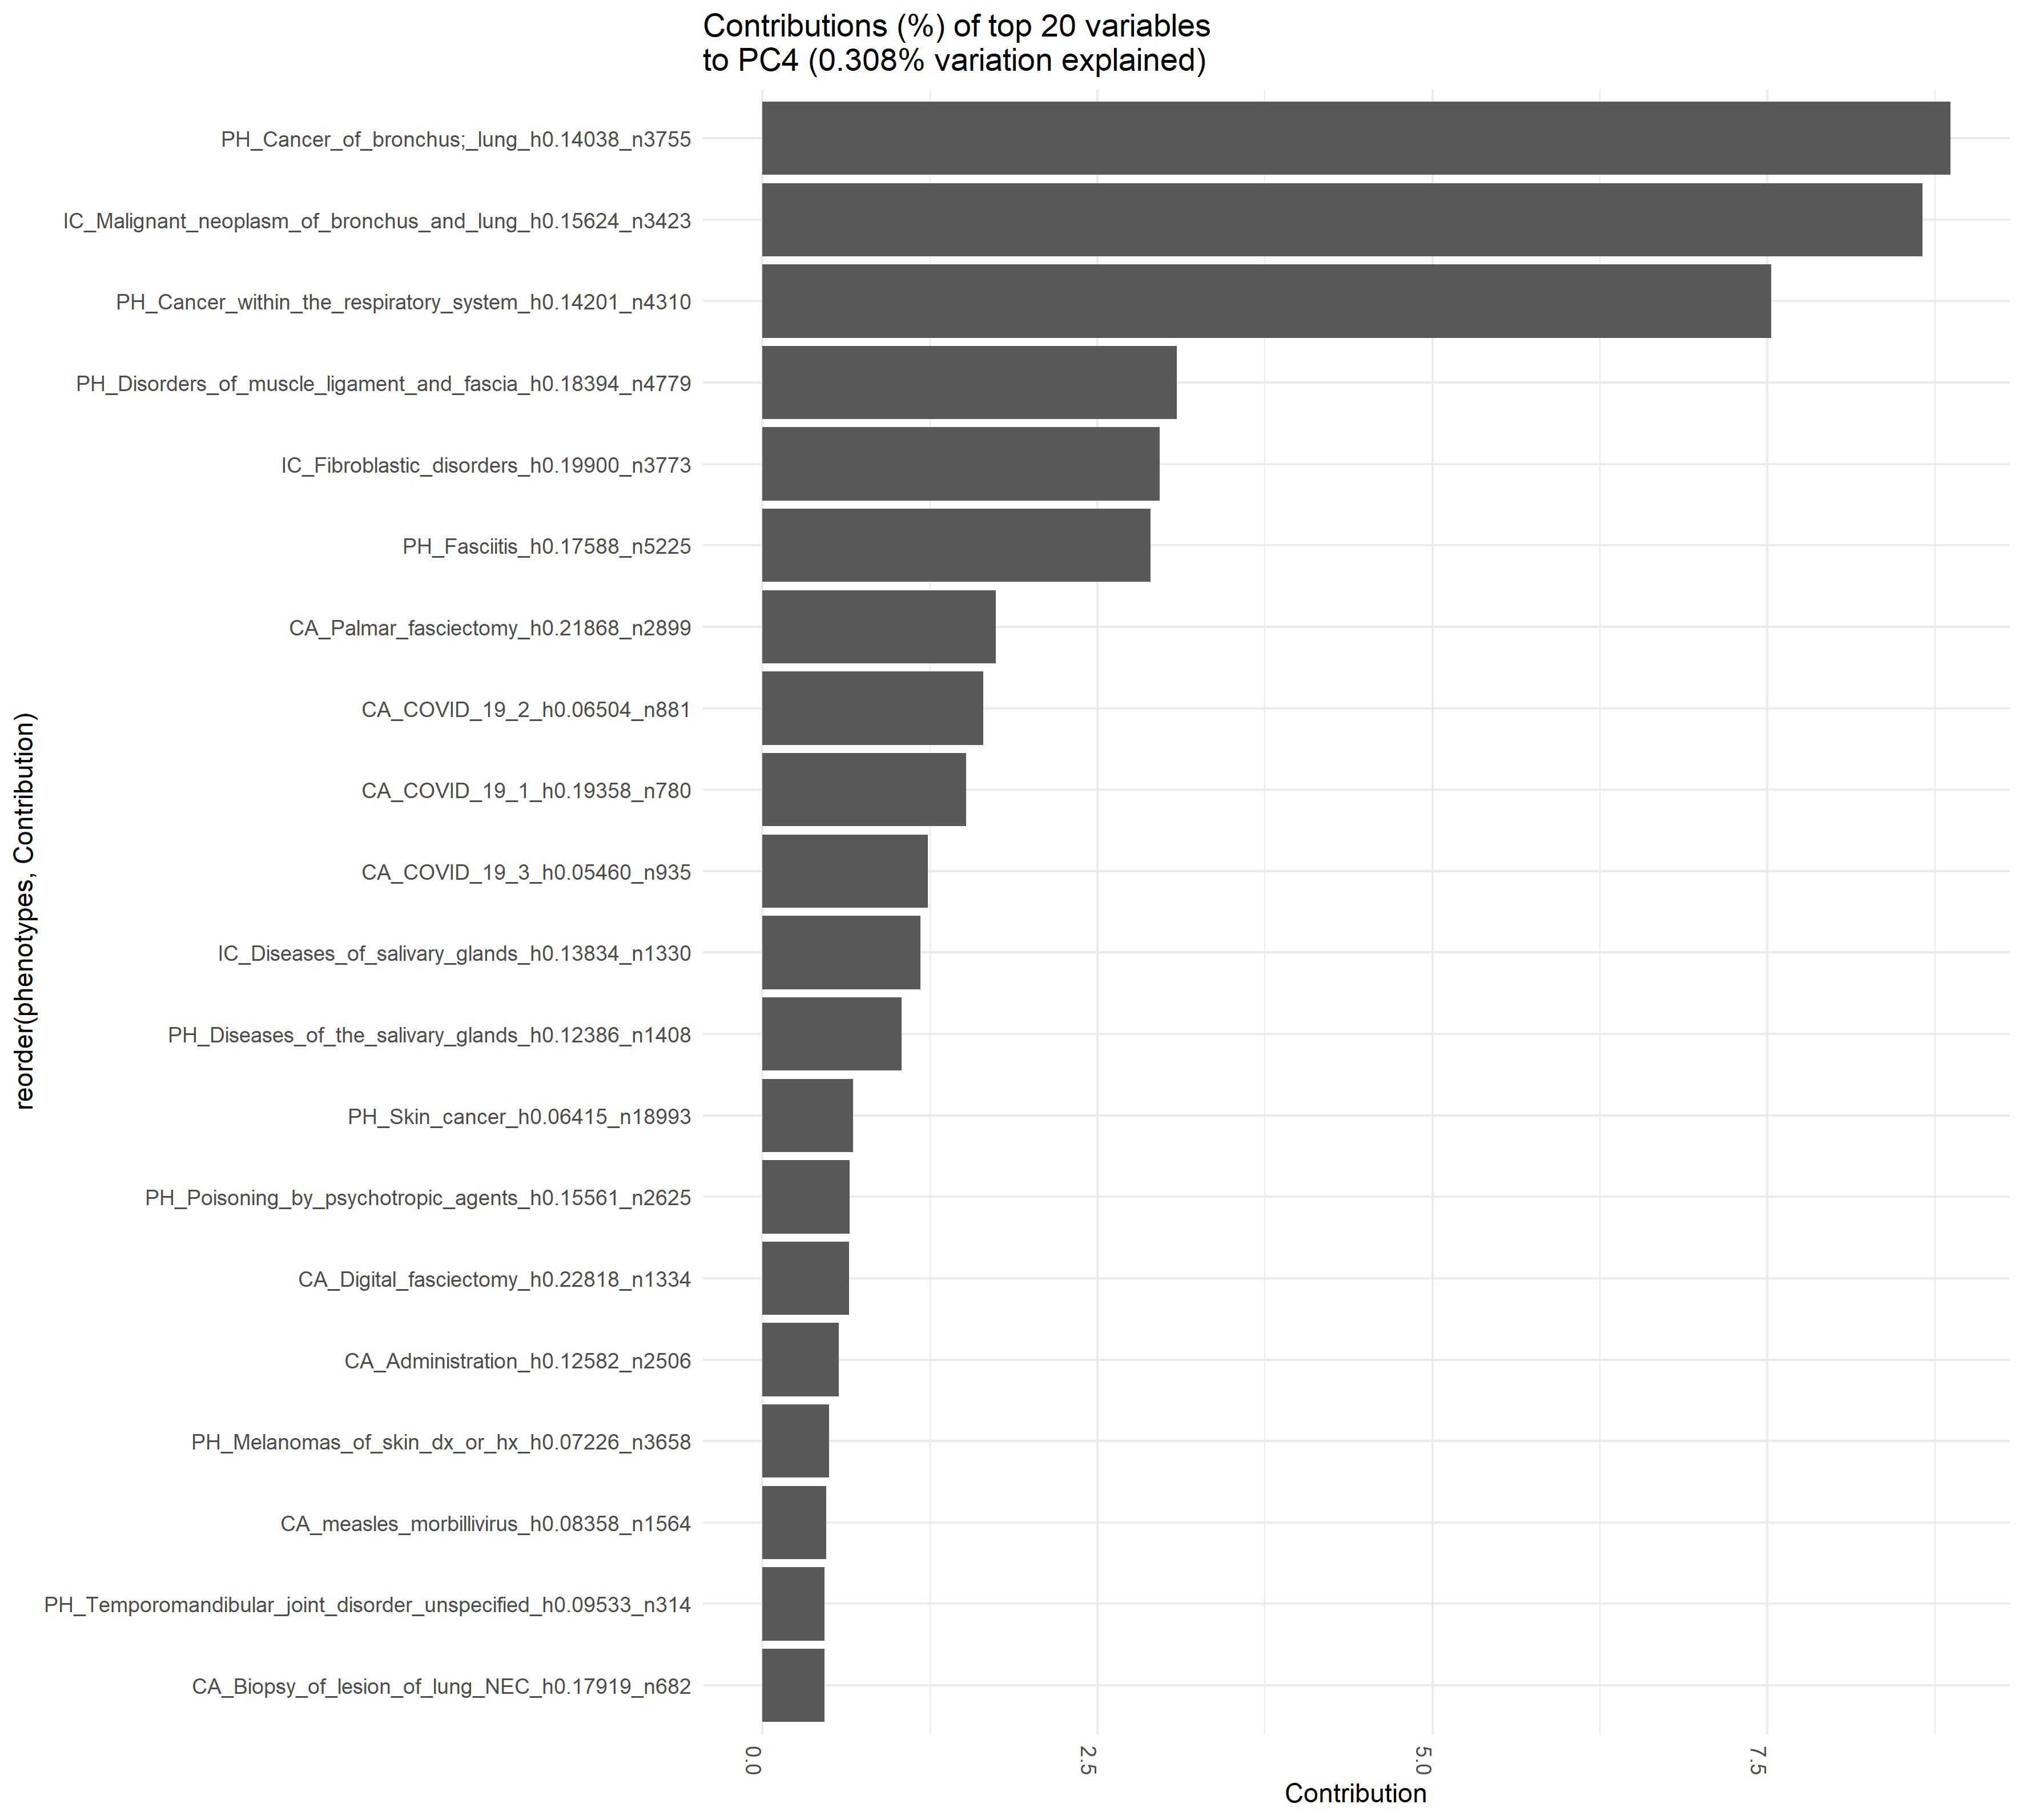 Contributions (%) of top 20 variables
to PC4 (0.308% variation explained)
PH_Cancer_of_bronchus;_lung_h0.14038_n3755
IC_Malignant_neoplasm_of_bronchus_and_lung_h0.15624_n3423
PH_Cancer_within_the_respiratory_system_h0.14201_n4310
PH_Disorders_of_muscle_ligament_and_fascia_h0.18394_n4779
IC_Fibroblastic_disorders_h0.19900_n3773
PH_Fasciitis_h0.17588_n5225
CA_Palmar_fasciectomy_h0.21868_n2899
CA_COVID_19_2_h0.06504_n881
CA_COVID_19_1_h0.19358_n780
CA_COVID_19_3_h0.05460_n935
IC_Diseases_of_salivary_glands_h0.13834_n1330
PH_Diseases_of_the_salivary_glands_h0.12386_n1408
PH_Skin_cancer_h0.06415_n18993
PH_Poisoning_by_psychotropic_agents_h0.15561_n2625
CA_Digital_fasciectomy_h0.22818_n1334
CA_Administration_h0.12582_n2506
PH_Melanomas_of_skin_dx_or_hx_h0.07226_n3658
CA_measles_morbillivirus_h0.08358_n1564
PH_Temporomandibular_joint_disorder_unspecified_h0.09533_n314
CA_Biopsy_of_lesion_of_lung_NEC_h0.17919_n682
reorder(phenotypes, Contribution)
0.0
2.5
5.0
7.5
Contribution